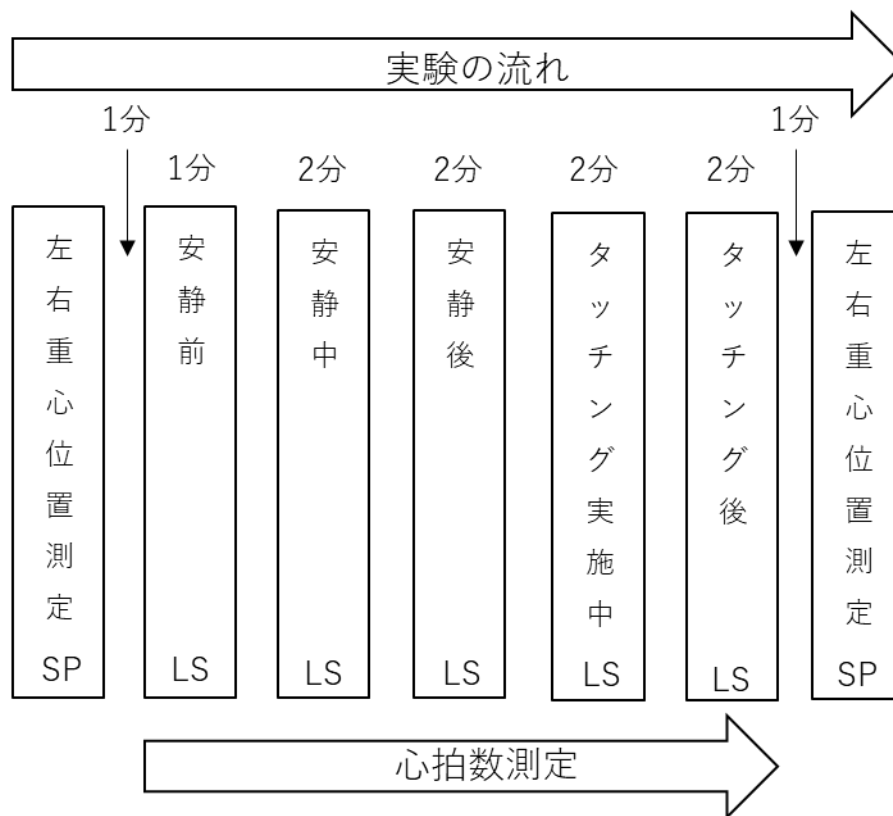 実験の流れ
1分
1分
1分
2分
2分
2分
2分
左右重心位置測定
SP
安静前
LS
安静中
LS
安静後
LS
タッチング実施中
LS
タッチング後
LS
左右重心位置測定
SP
心拍数測定